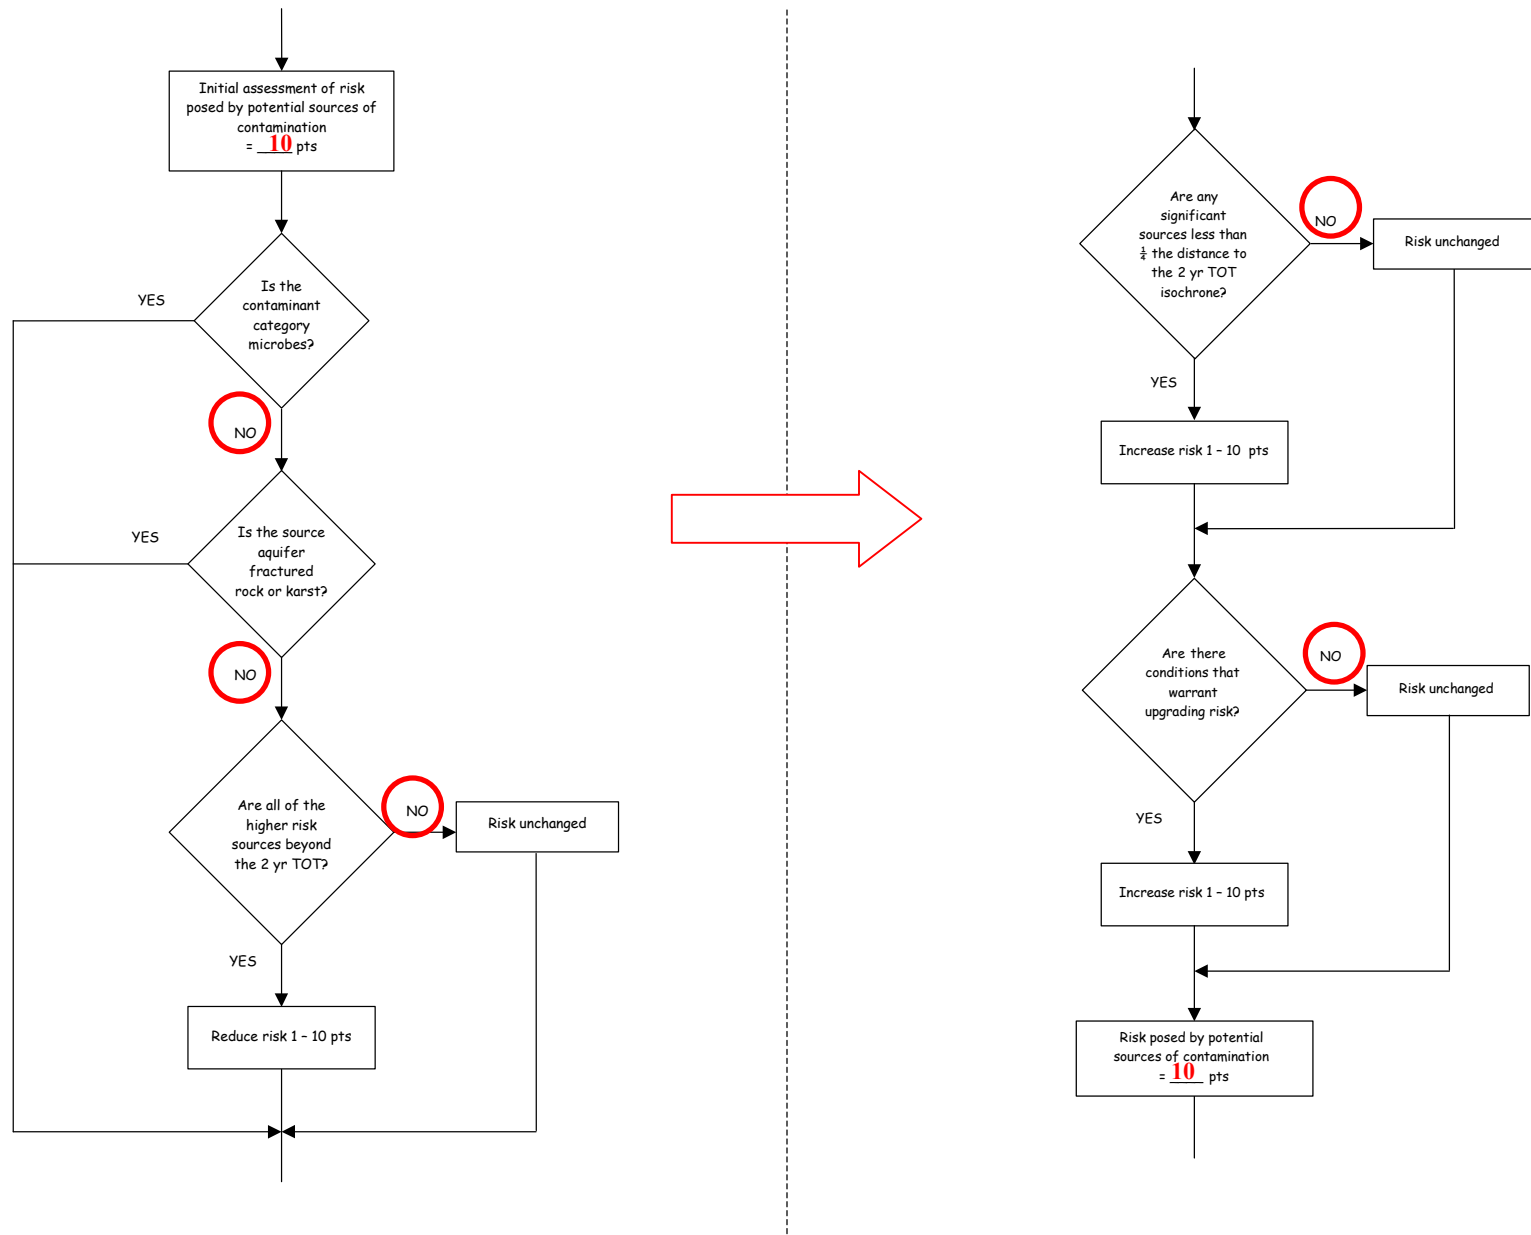 Initial assessment of risk
posed by potential sources of
contamination
= 10 pts
Is the
contaminant
category
microbes?
YES
NO
Is the source
aquifer
fractured
rock or karst?
YES
NO
Are all of the
higher risk
sources beyond
the 2 yr TOT?
NO
Risk unchanged
YES
Reduce risk 1 – 10 pts
Are any
significant
sources less than
¼ the distance to
the 2 yr TOT
isochrone?
NO
Risk unchanged
YES
Increase risk 1 – 10 pts
Are there
conditions that
warrant
upgrading risk?
NO
Risk unchanged
YES
Increase risk 1 – 10 pts
Risk posed by potential
sources of contamination
= 10 pts